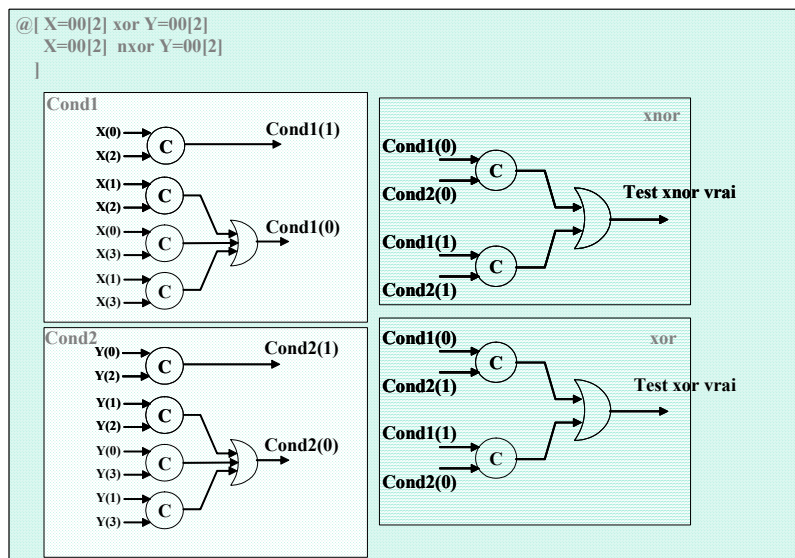 @[ X=00[2] xor Y=00[2]
X=00[2] nxor Y=00[2]
]
Cond1
X(0)
X(2)
C
Cond1(1)
X(1)
X(2)
C
X(0)
X(3)
C
Cond1(0)
X(1)
X(3)
C
xnor
Cond1(0)
Cond2(0)
C
Test xnor vrai
Cond1(1)
Cond2(1)
C
Cond2
Y(0)
Y(2)
C
Cond2(1)
Y(1)
Y(2)
C
Y(0)
Y(3)
C
Cond2(0)
Y(1)
Y(3)
C
xor
Cond1(0)
Cond2(1)
C
Test xor vrai
Cond1(1)
Cond2(0)
C